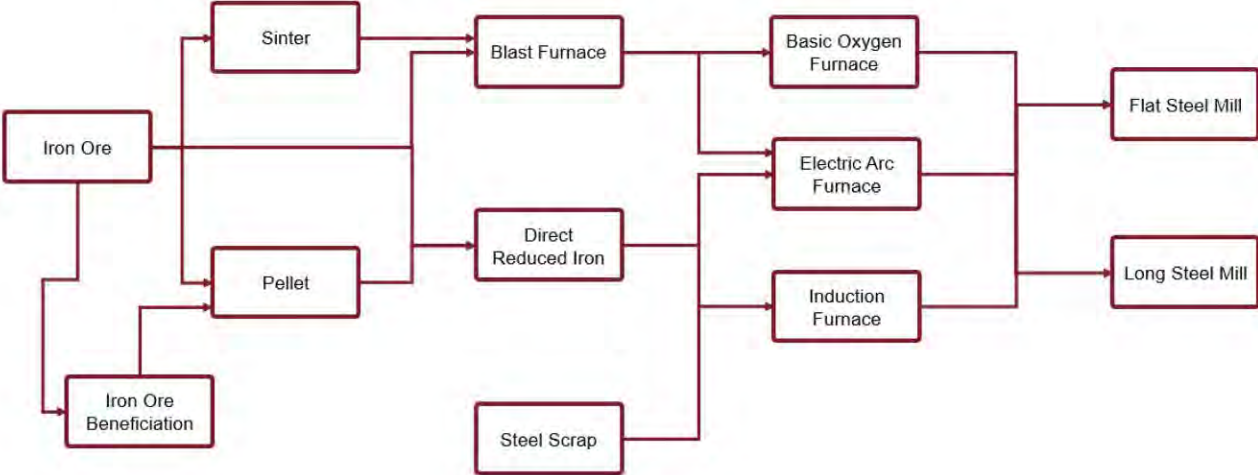 Sinter
Blast Furnace
Basic Oxygen
Furnace
Flat Steel Mill
Iron Ore
Electric Arc
Furnace
Direct
Reduced Iron
Pellet
Induction
Furnace
Long Steel Mill
Iron Ore
Beneficiation
Steel Scrap